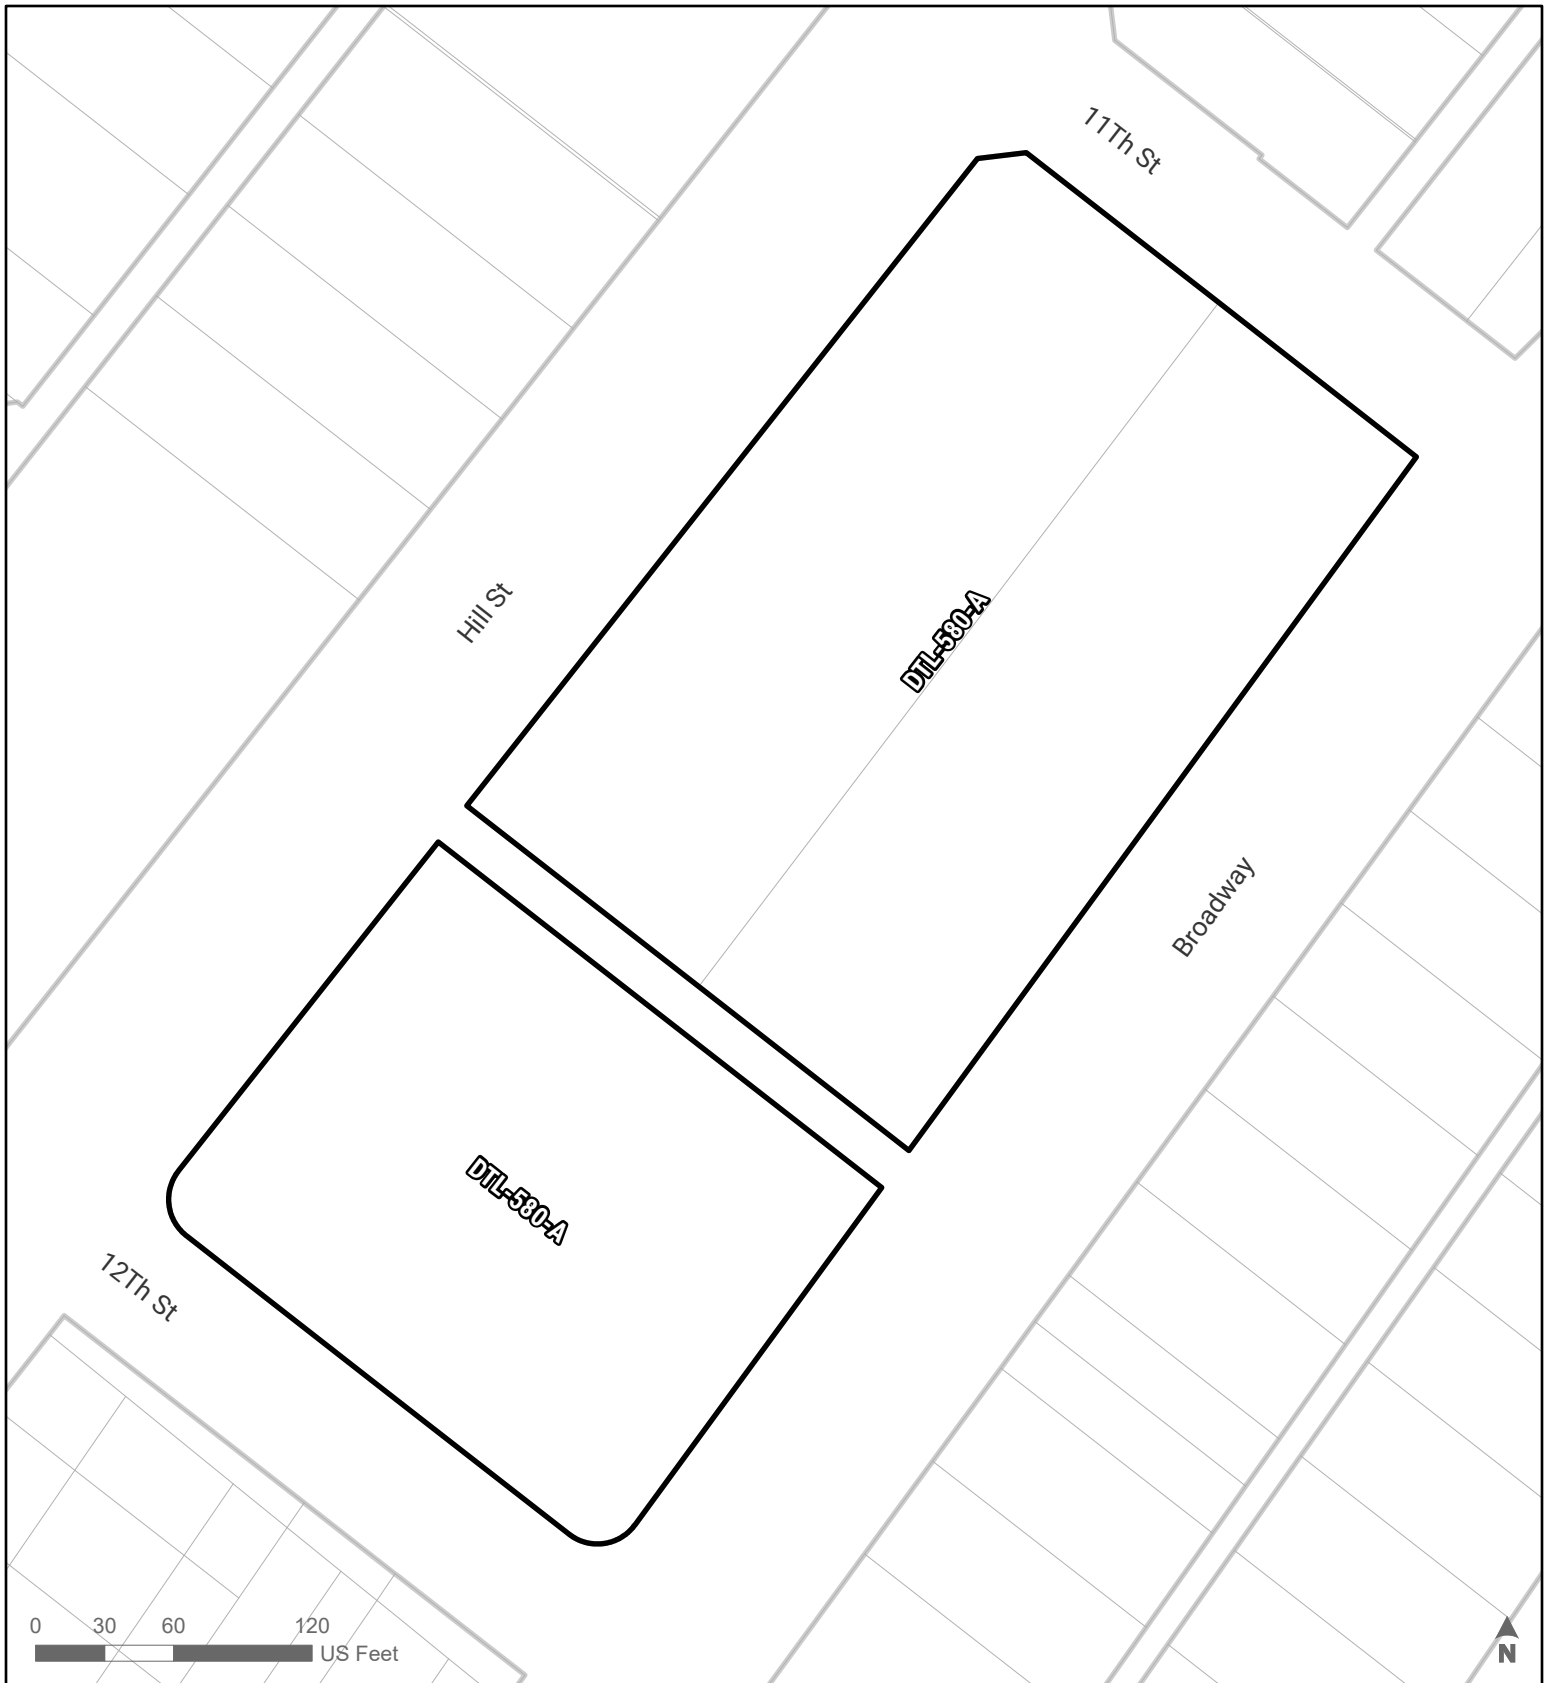 11Th St
Hill St
DTL-580-A
Broadway
DTL-580-A
12Th St
0 30 60 120
US Feet
N